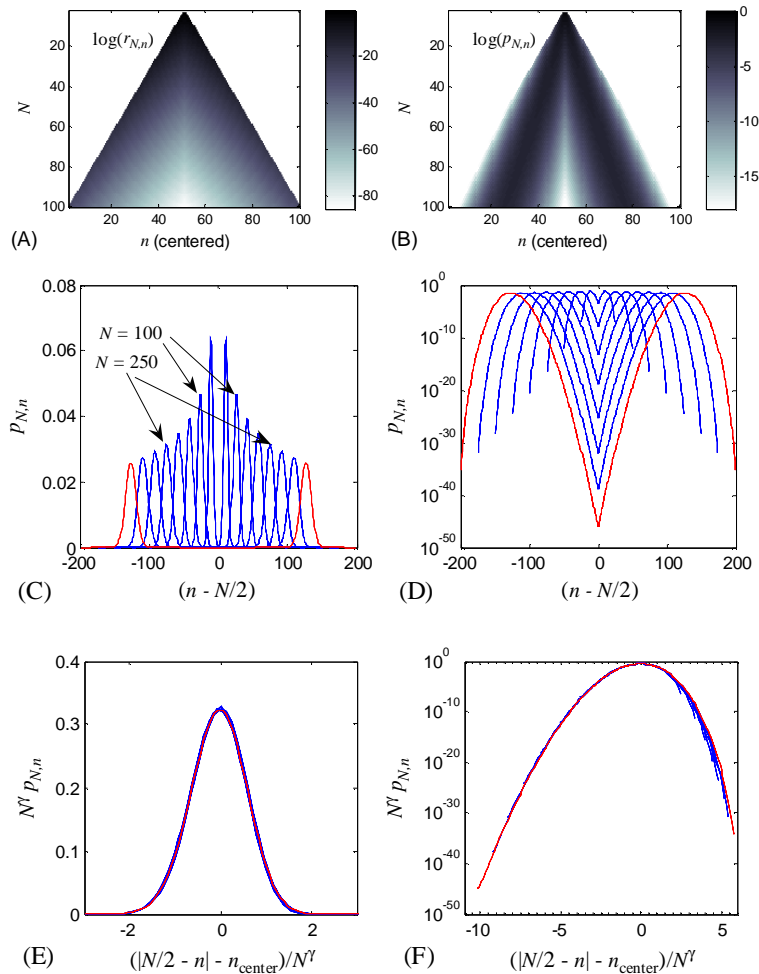 log(r_{N,n})
20
40
60
80
100
N
20 40 60 80 100
n (centered)
-20
-40
-60
-80
(A)
log(p_{N,n})
20
40
60
80
100
N
20 40 60 80 100
n (centered)
0
-5
-10
-15
(B)
0.08
0.06
0.04
0.02
0
p_{N,n}
N = 100
N = 250
-200 -100 0 100 200
(n - N/2)
(C)
10^0
10^-10
10^-20
10^-30
10^-40
10^-50
p_{N,n}
-200 -100 0 100 200
(n - N/2)
(D)
0.4
0.3
0.2
0.1
0
N^γ p_{N,n}
-2 0 2
(|N/2 - n| - n_center)/N^γ
(E)
10^0
10^-10
10^-20
10^-30
10^-40
10^-50
N^γ p_{N,n}
-10 -5 0 5
(|N/2 - n| - n_center)/N^γ
(F)